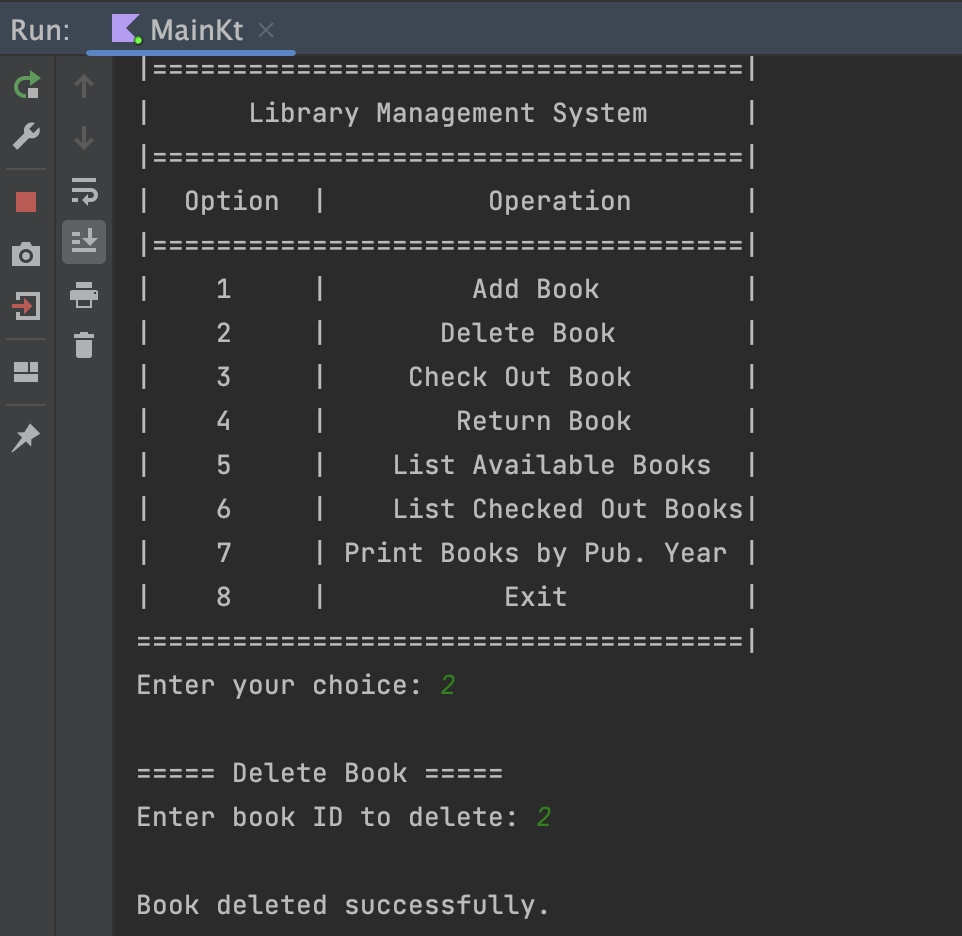 Run: MainKt ×
|=====================================|
|      Library Management System      |
|=====================================|
|  Option  |          Operation       |
|=====================================|
|    1     |         Add Book         |
|    2     |       Delete Book        |
|    3     |     Check Out Book       |
|    4     |        Return Book       |
|    5     |    List Available Books  |
|    6     |    List Checked Out Books|
|    7     | Print Books by Pub. Year |
|    8     |           Exit           |
======================================|
Enter your choice: 2
===== Delete Book =====
Enter book ID to delete: 2
Book deleted successfully.